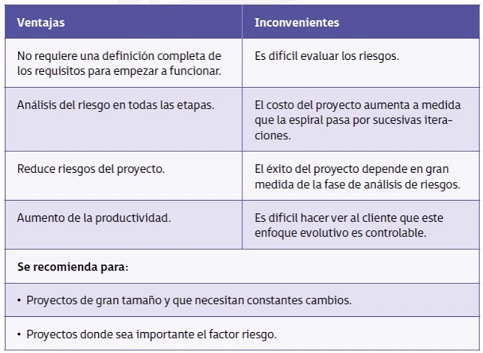 Ventajas
Inconvenientes
No requiere una definición completa de
los requisitos para empezar a funcionar.
Es difícil evaluar los riesgos.
Análisis del riesgo en todas las etapas.
El costo del proyecto aumenta a medida
que la espiral pasa por sucesivas itera-
ciones.
Reduce riesgos del proyecto.
El éxito del proyecto depende en gran
medida de la fase de análisis de riesgos.
Aumento de la productividad.
Es difícil hacer ver al cliente que este
enfoque evolutivo es controlable.
Se recomienda para:
• Proyectos de gran tamaño y que necesitan constantes cambios.
• Proyectos donde sea importante el factor riesgo.